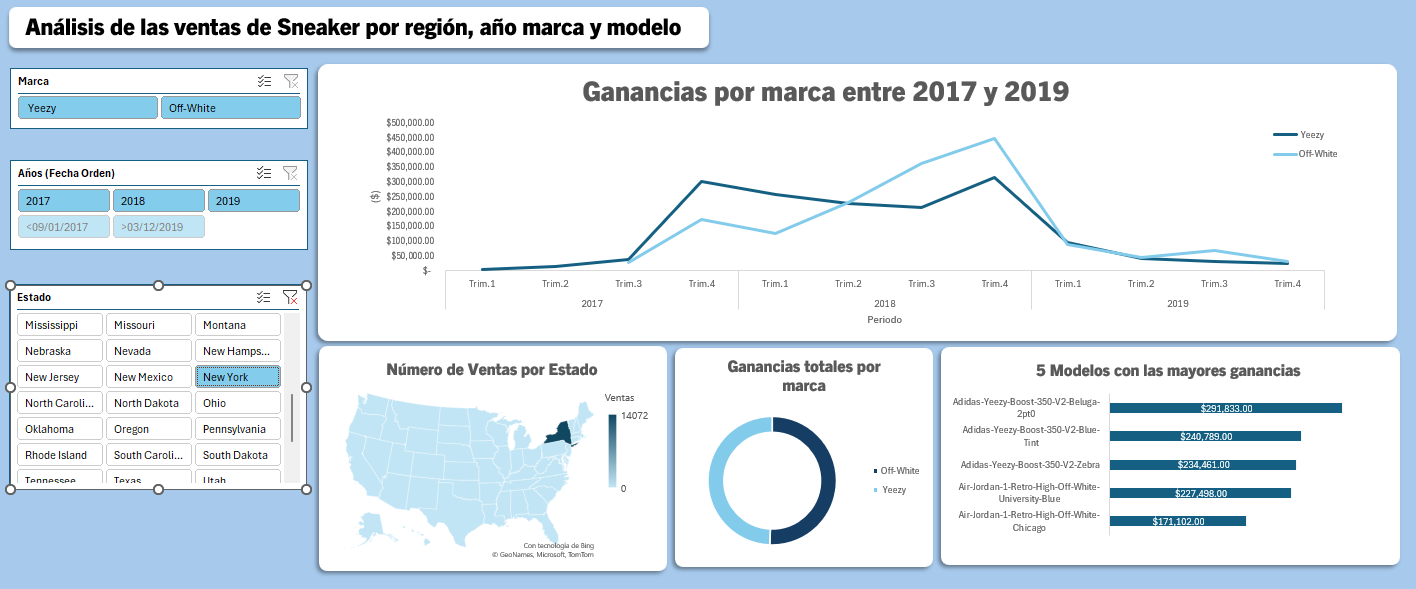 Análisis de las ventas de Sneaker por región, año marca y modelo
Marca
Yeezy
Off-White
Años (Fecha Orden)
2017
2018
2019
<09/01/2017
>03/12/2019
Estado
Mississippi
Missouri
Montana
Nebraska
Nevada
New Hamps...
New Jersey
New Mexico
New York
North Caroli...
North Dakota
Ohio
Oklahoma
Oregon
Pennsylvania
Rhode Island
South Caroli...
South Dakota
Tennessee
Texas
Utah
Ganancias por marca entre 2017 y 2019
$500,000.00
$450,000.00
$400,000.00
$350,000.00
$300,000.00
$250,000.00
$200,000.00
$150,000.00
$100,000.00
$50,000.00
$-
($)
Yeezy
Off-White
Trim.1
Trim.2
Trim.3
Trim.4
Trim.1
Trim.2
Trim.3
Trim.4
Trim.1
Trim.2
Trim.3
Trim.4
2017
2018
2019
Periodo
Número de Ventas por Estado
Ventas
14072
0
Con tecnología de Bing
© GeoNames, Microsoft, TomTom
Ganancias totales por
marca
Off-White
Yeezy
5 Modelos con las mayores ganancias
Adidas-Yeezy-Boost-350-V2-Beluga-
2pt0
$291,833.00
Adidas-Yeezy-Boost-350-V2-Blue-
Tint
$240,789.00
Adidas-Yeezy-Boost-350-V2-Zebra
$234,461.00
Air-Jordan-1-Retro-High-Off-White-
University-Blue
$227,498.00
Air-Jordan-1-Retro-High-Off-White-
Chicago
$171,102.00